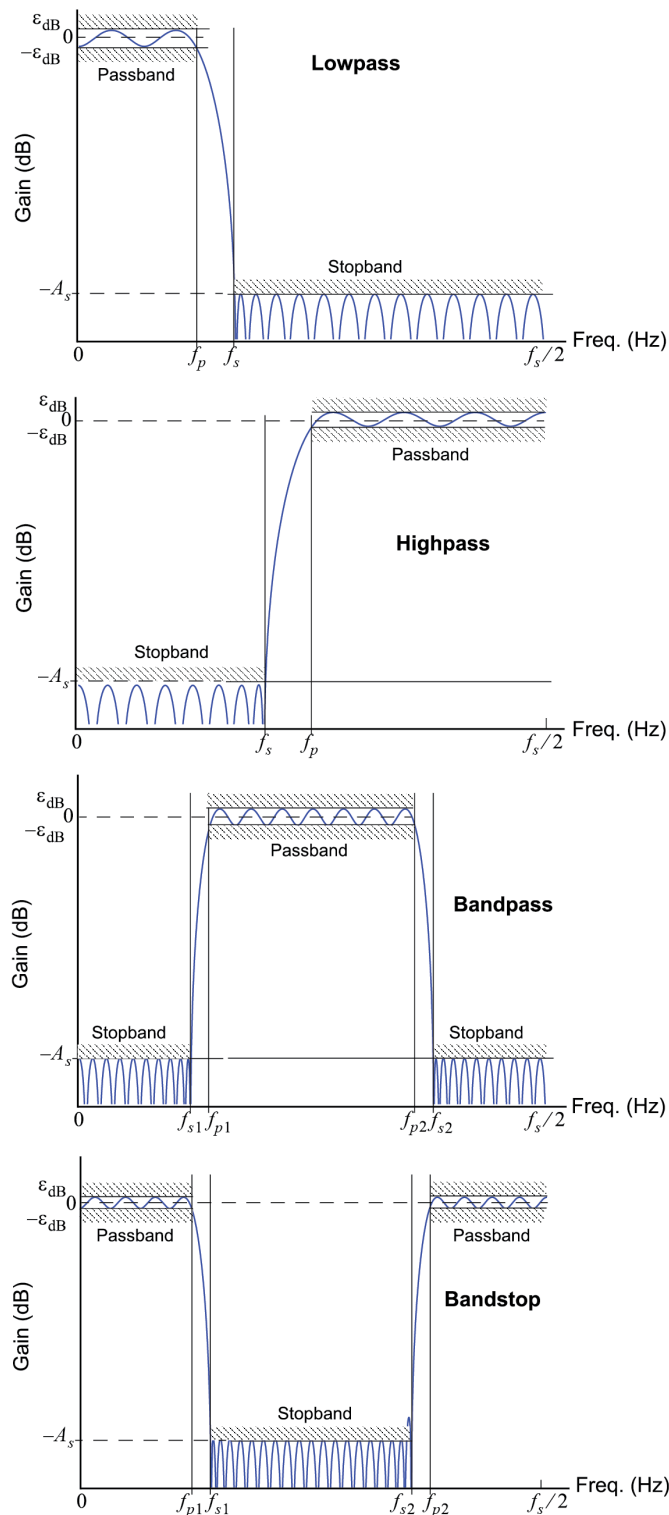 ε_dB
0
−ε_dB
Passband
Lowpass
Gain (dB)
Stopband
−A_s
0
f_p
f_s
f_s/2
Freq. (Hz)
ε_dB
0
−ε_dB
Passband
Highpass
Gain (dB)
Stopband
−A_s
0
f_s
f_p
f_s/2
Freq. (Hz)
ε_dB
0
−ε_dB
Passband
Bandpass
Gain (dB)
Stopband
Stopband
−A_s
0
f_s1
f_p1
f_p2
f_s2
f_s/2
Freq. (Hz)
ε_dB
0
−ε_dB
Passband
Passband
Bandstop
Gain (dB)
Stopband
−A_s
0
f_p1
f_s1
f_s2
f_p2
f_s/2
Freq. (Hz)